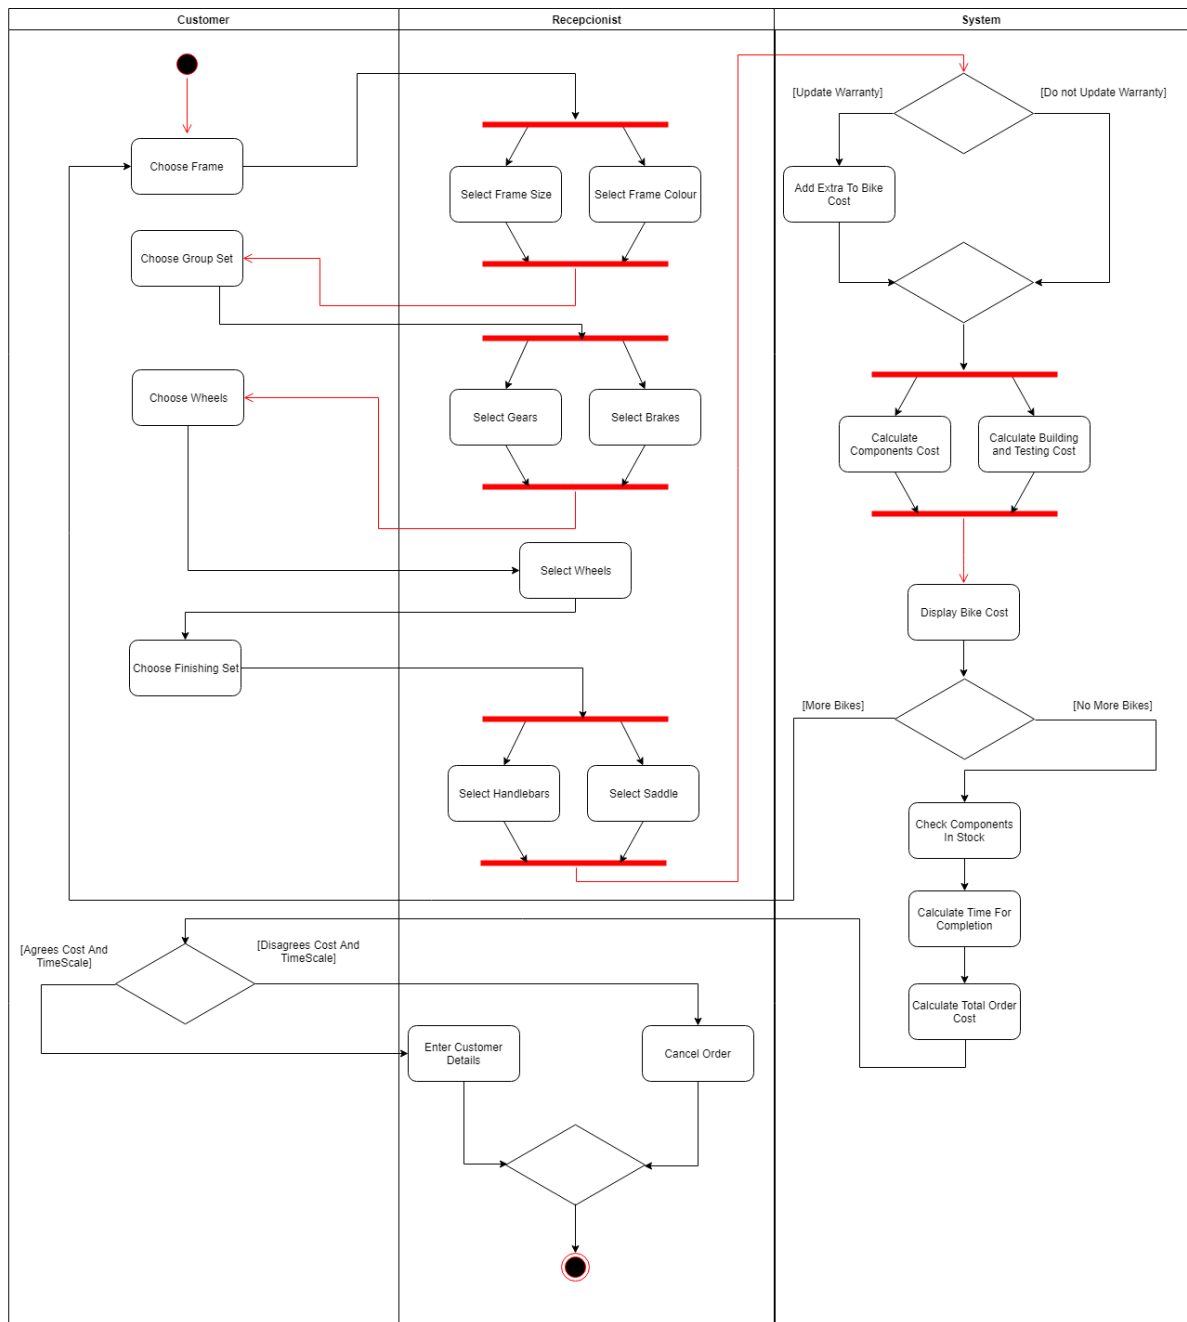 Customer
Recepcionist
System
[Update Warranty]
[Do not Update Warranty]
Choose Frame
Select Frame Size
Select Frame Colour
Add Extra To Bike
Cost
Choose Group Set
Choose Wheels
Select Gears
Select Brakes
Calculate
Components Cost
Calculate Building
and Testing Cost
Select Wheels
Display Bike Cost
Choose Finishing Set
[More Bikes]
[No More Bikes]
Select Handlebars
Select Saddle
Check Components
In Stock
Calculate Time For
Completion
[Agrees Cost And
TimeScale]
[Disagrees Cost And
TimeScale]
Calculate Total Order
Cost
Enter Customer
Details
Cancel Order